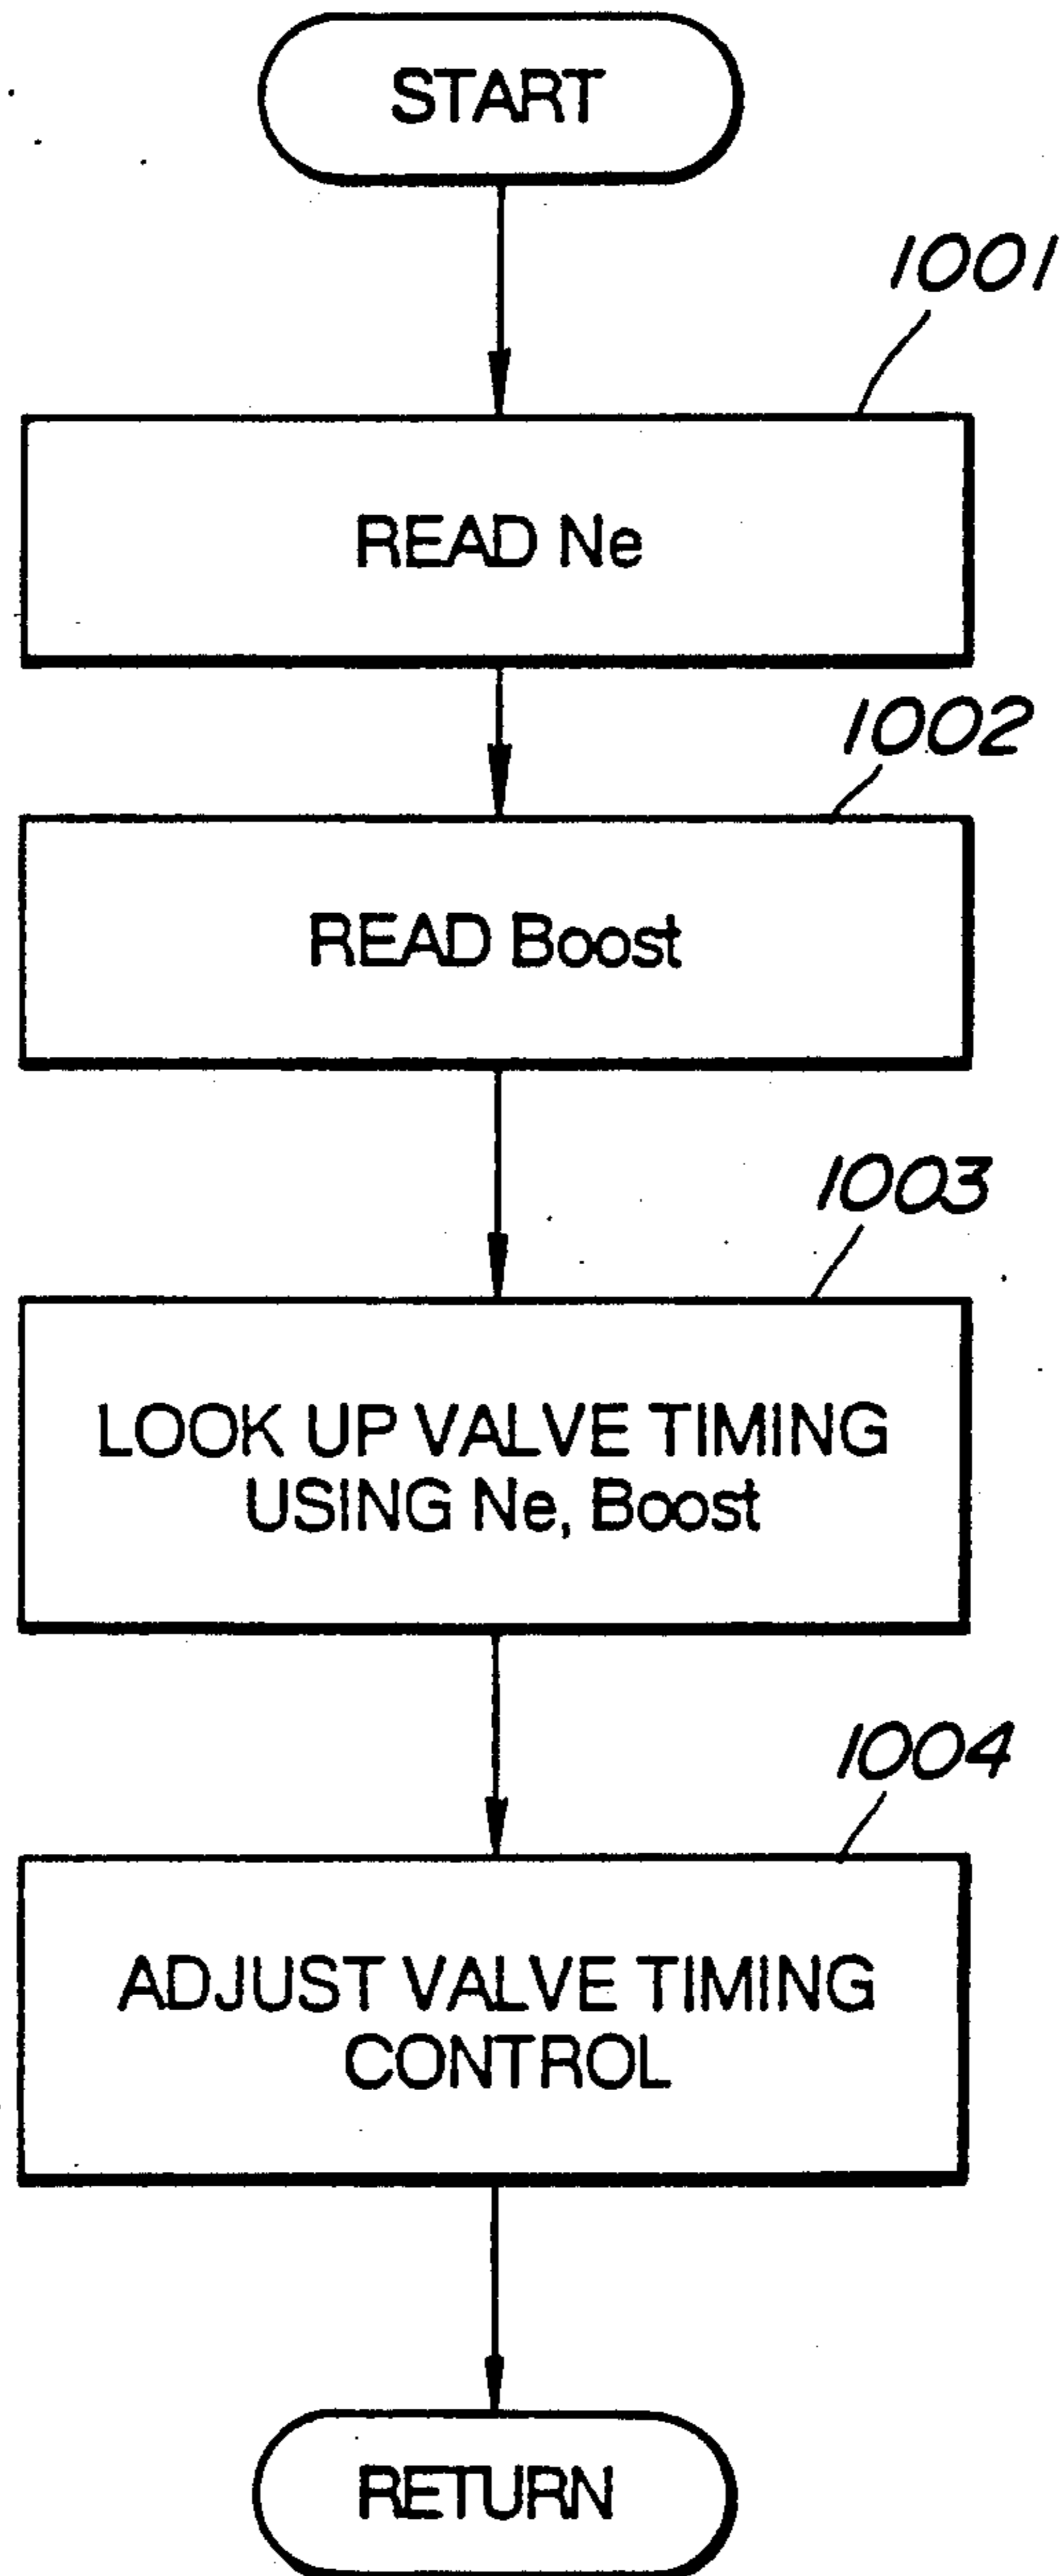 START
1001
READ Ne
1002
READ Boost
1003
LOOK UP VALVE TIMING
USING Ne, Boost
1004
ADJUST VALVE TIMING
CONTROL
RETURN